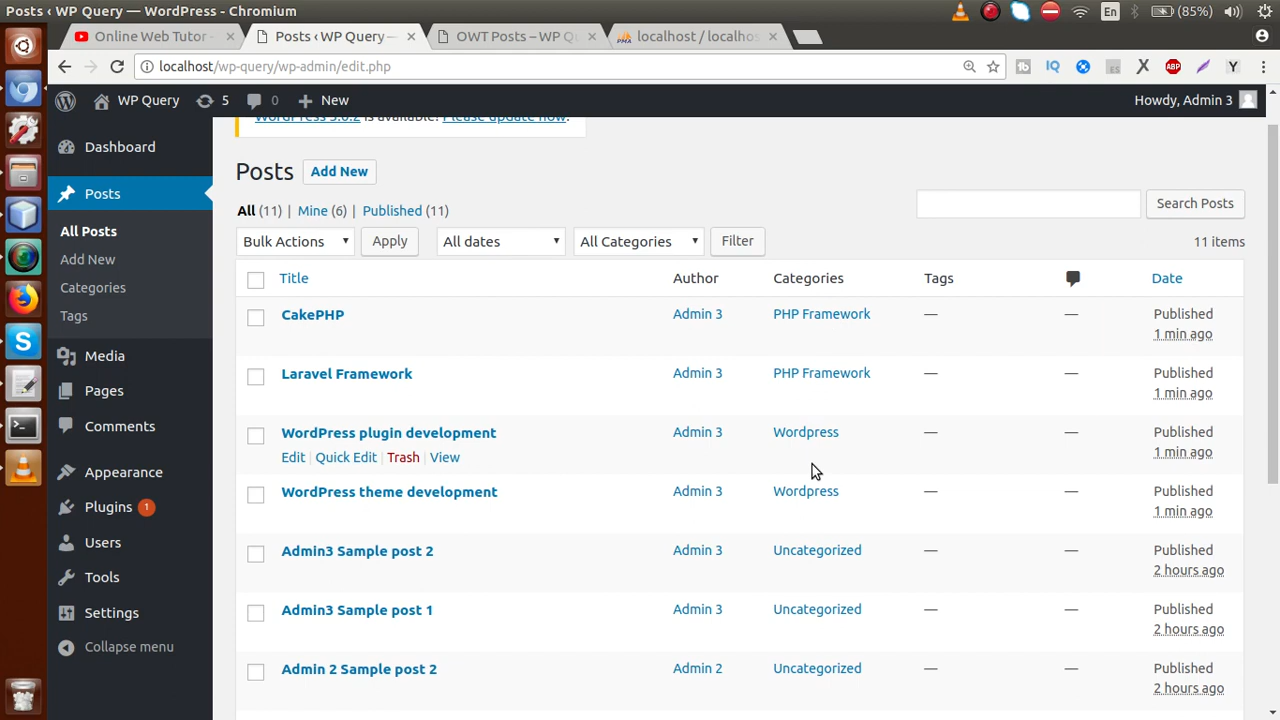 Posts ‹ WP Query — WordPress - Chromium
En
(85%)
Online Web Tutor -
Posts ‹ WP Query —
OWT Posts – WP Q
localhost / localhos
localhost/wp-query/wp-admin/edit.php
WP Query
5
0
New
Howdy, Admin 3
WordPress 5.0.2 is available! Please update now.
Dashboard
Posts
All Posts
Add New
Categories
Tags
Media
Pages
Comments
Appearance
Plugins 1
Users
Tools
Settings
Collapse menu
Posts Add New
All (11) | Mine (6) | Published (11)
Search Posts
Bulk Actions Apply All dates All Categories Filter 11 items
Title Author Categories Tags Date
CakePHP Admin 3 PHP Framework — — Published
1 min ago
Laravel Framework Admin 3 PHP Framework — — Published
1 min ago
WordPress plugin development Admin 3 Wordpress — — Published
Edit | Quick Edit | Trash | View 1 min ago
WordPress theme development Admin 3 Wordpress — — Published
1 min ago
Admin3 Sample post 2 Admin 3 Uncategorized — — Published
2 hours ago
Admin3 Sample post 1 Admin 3 Uncategorized — — Published
2 hours ago
Admin 2 Sample post 2 Admin 2 Uncategorized — — Published
2 hours ago